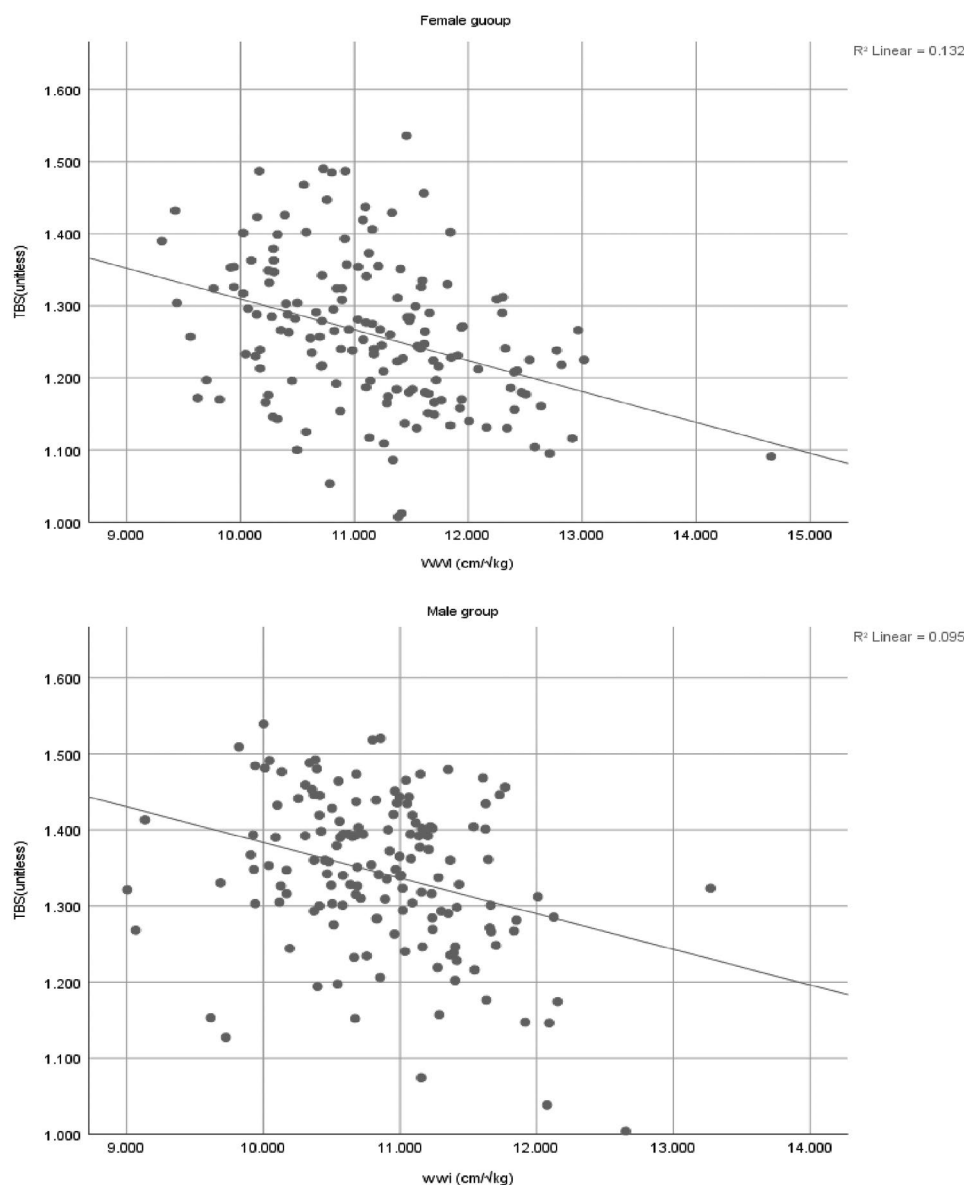 Female guoup
R² Linear = 0.132
1.600
1.500
1.400
1.300
1.200
1.100
1.000
TBS(unitless)
9.000 10.000 11.000 12.000 13.000 14.000 15.000
WWI (cm/√kg)
Male group
R² Linear = 0.095
1.600
1.500
1.400
1.300
1.200
1.100
1.000
TBS(unitless)
9.000 10.000 11.000 12.000 13.000 14.000
wwi (cm/√kg)